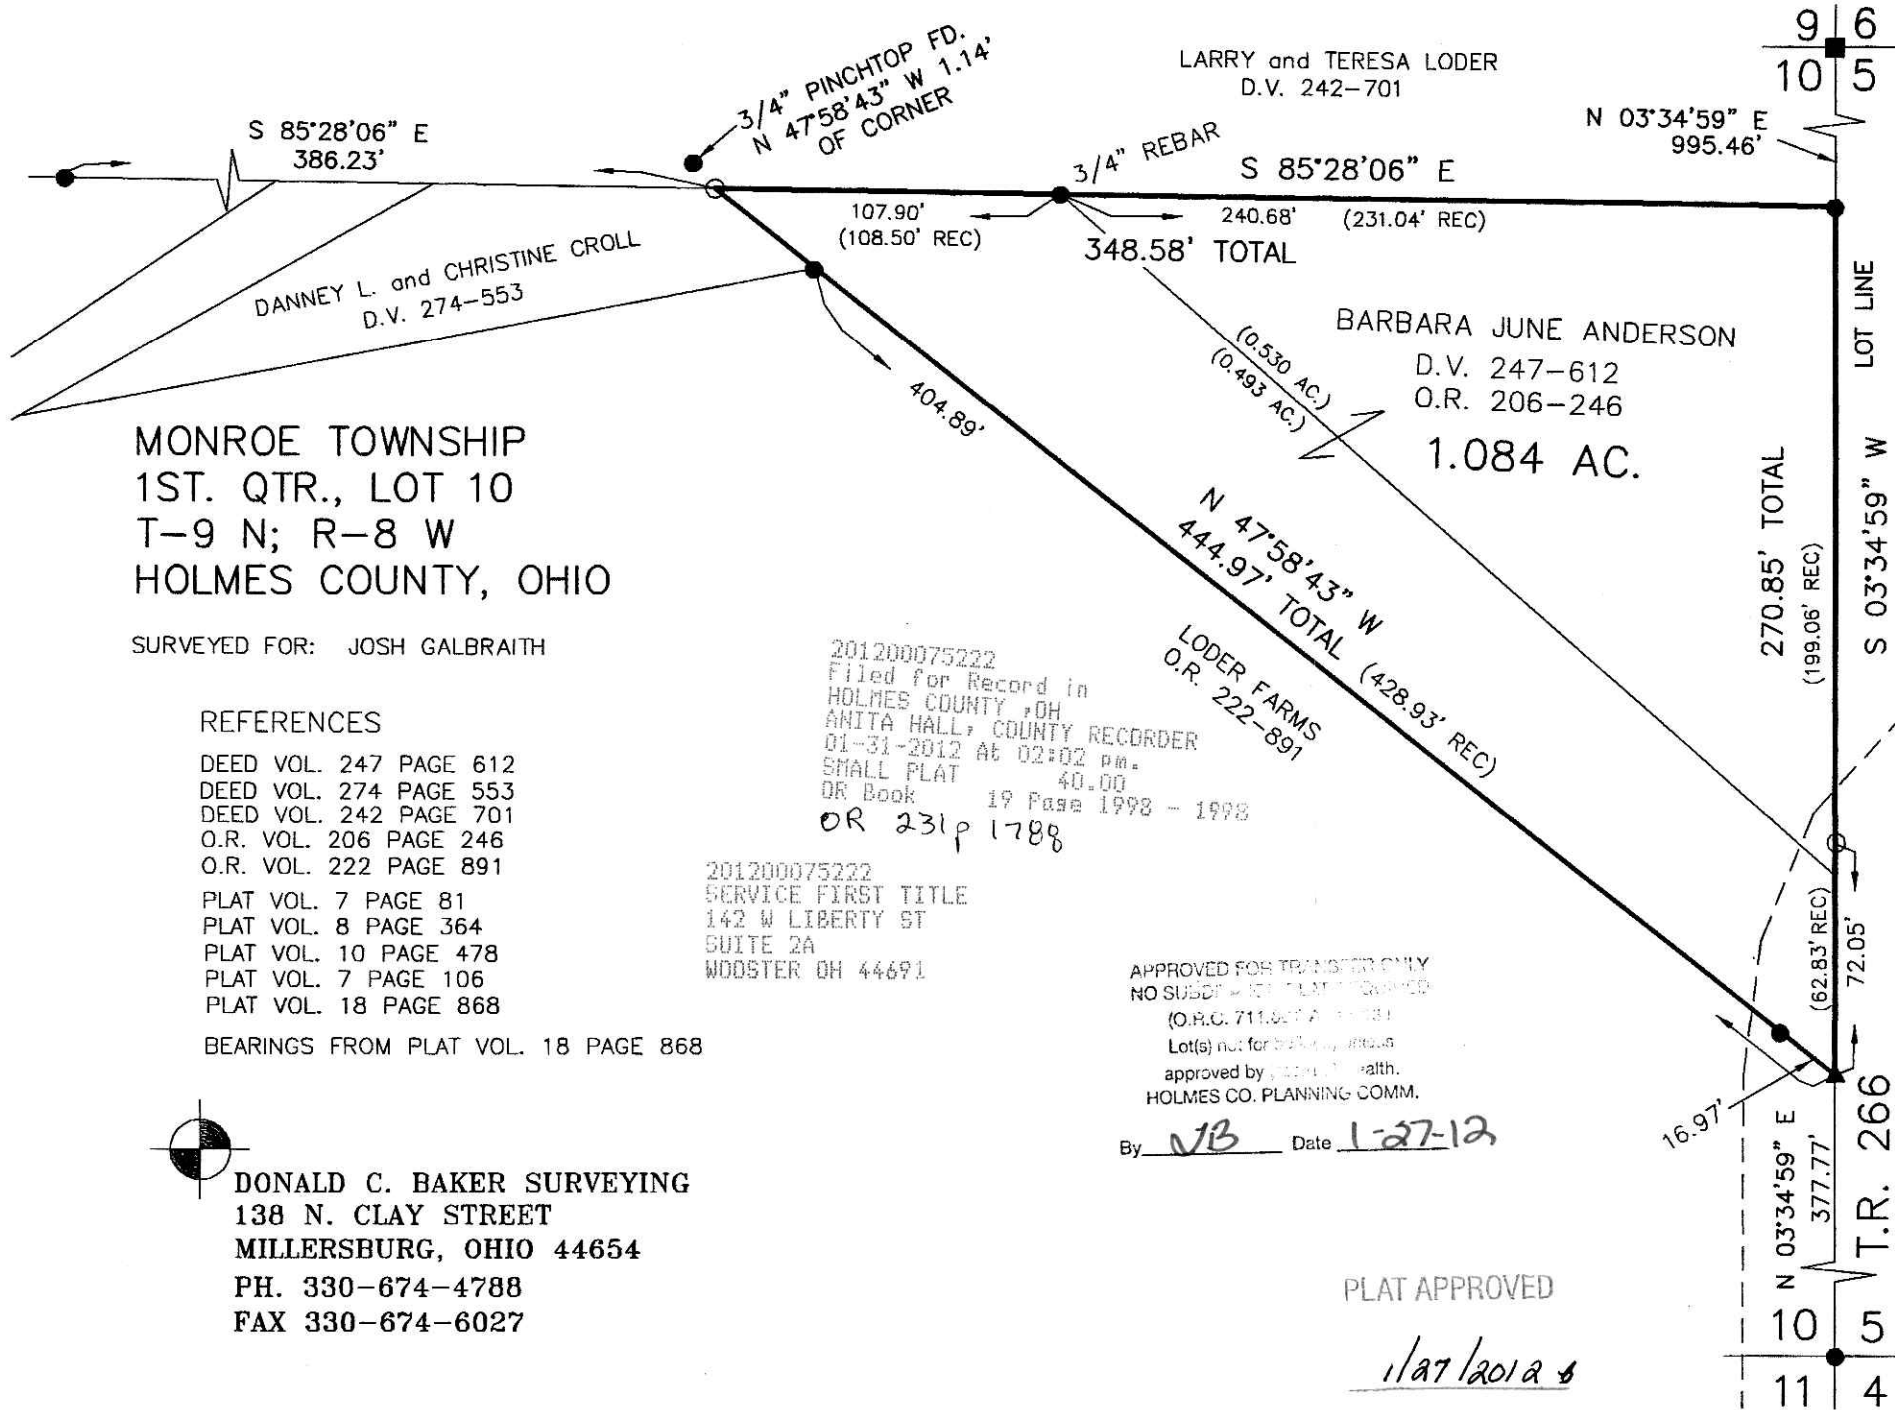 9 6
10 5
LARRY and TERESA LODER
D.V. 242-701
3/4" PINCHTOP FD.
N 47°58'43" W 1.14'
OF CORNER
N 03°34'59" E
995.46'
S 85°28'06" E
386.23'
3/4" REBAR
S 85°28'06" E
107.90'
(108.50' REC)
240.68' (231.04' REC)
348.58' TOTAL
DANNEY L. and CHRISTINE CROLL
D.V. 274-553
404.89'
(0.530 AC.)
(0.493 AC.)
BARBARA JUNE ANDERSON
D.V. 247-612
O.R. 206-246
1.084 AC.
LOT LINE
S 03°34'59" W
270.85' TOTAL
(199.06' REC)
MONROE TOWNSHIP
1ST. QTR., LOT 10
T-9 N; R-8 W
HOLMES COUNTY, OHIO
SURVEYED FOR: JOSH GALBRAITH
N 47°58'43" W
444.97' TOTAL (428.93' REC)
LODER FARMS
O.R. 222-891
201200075222
Filed for Record in
HOLMES COUNTY ,OH
ANITA HALL, COUNTY RECORDER
01-31-2012 At 02:02 pm.
SMALL PLAT 40.00
OR Book 19 Page 1998 - 1998
OR 231 p 1788
REFERENCES
DEED VOL. 247 PAGE 612
DEED VOL. 274 PAGE 553
DEED VOL. 242 PAGE 701
O.R. VOL. 206 PAGE 246
O.R. VOL. 222 PAGE 891
PLAT VOL. 7 PAGE 81
PLAT VOL. 8 PAGE 364
PLAT VOL. 10 PAGE 478
PLAT VOL. 7 PAGE 106
PLAT VOL. 18 PAGE 868
BEARINGS FROM PLAT VOL. 18 PAGE 868
201200075222
SERVICE FIRST TITLE
142 W LIBERTY ST
SUITE 2A
WOOSTER OH 44691
(62.83' REC)
72.05'
APPROVED FOR TRANSFER ONLY
NO
(O.R.C.
Lot(s) not for
approved by
HOLMES CO. PLANNING COMM.
By JB Date 1-27-12
16.97'
N 03°34'59" E
377.77'
T.R. 266
DONALD C. BAKER SURVEYING
138 N. CLAY STREET
MILLERSBURG, OHIO 44654
PH. 330-674-4788
FAX 330-674-6027
PLAT APPROVED
1/27/2012
10 5
11 4